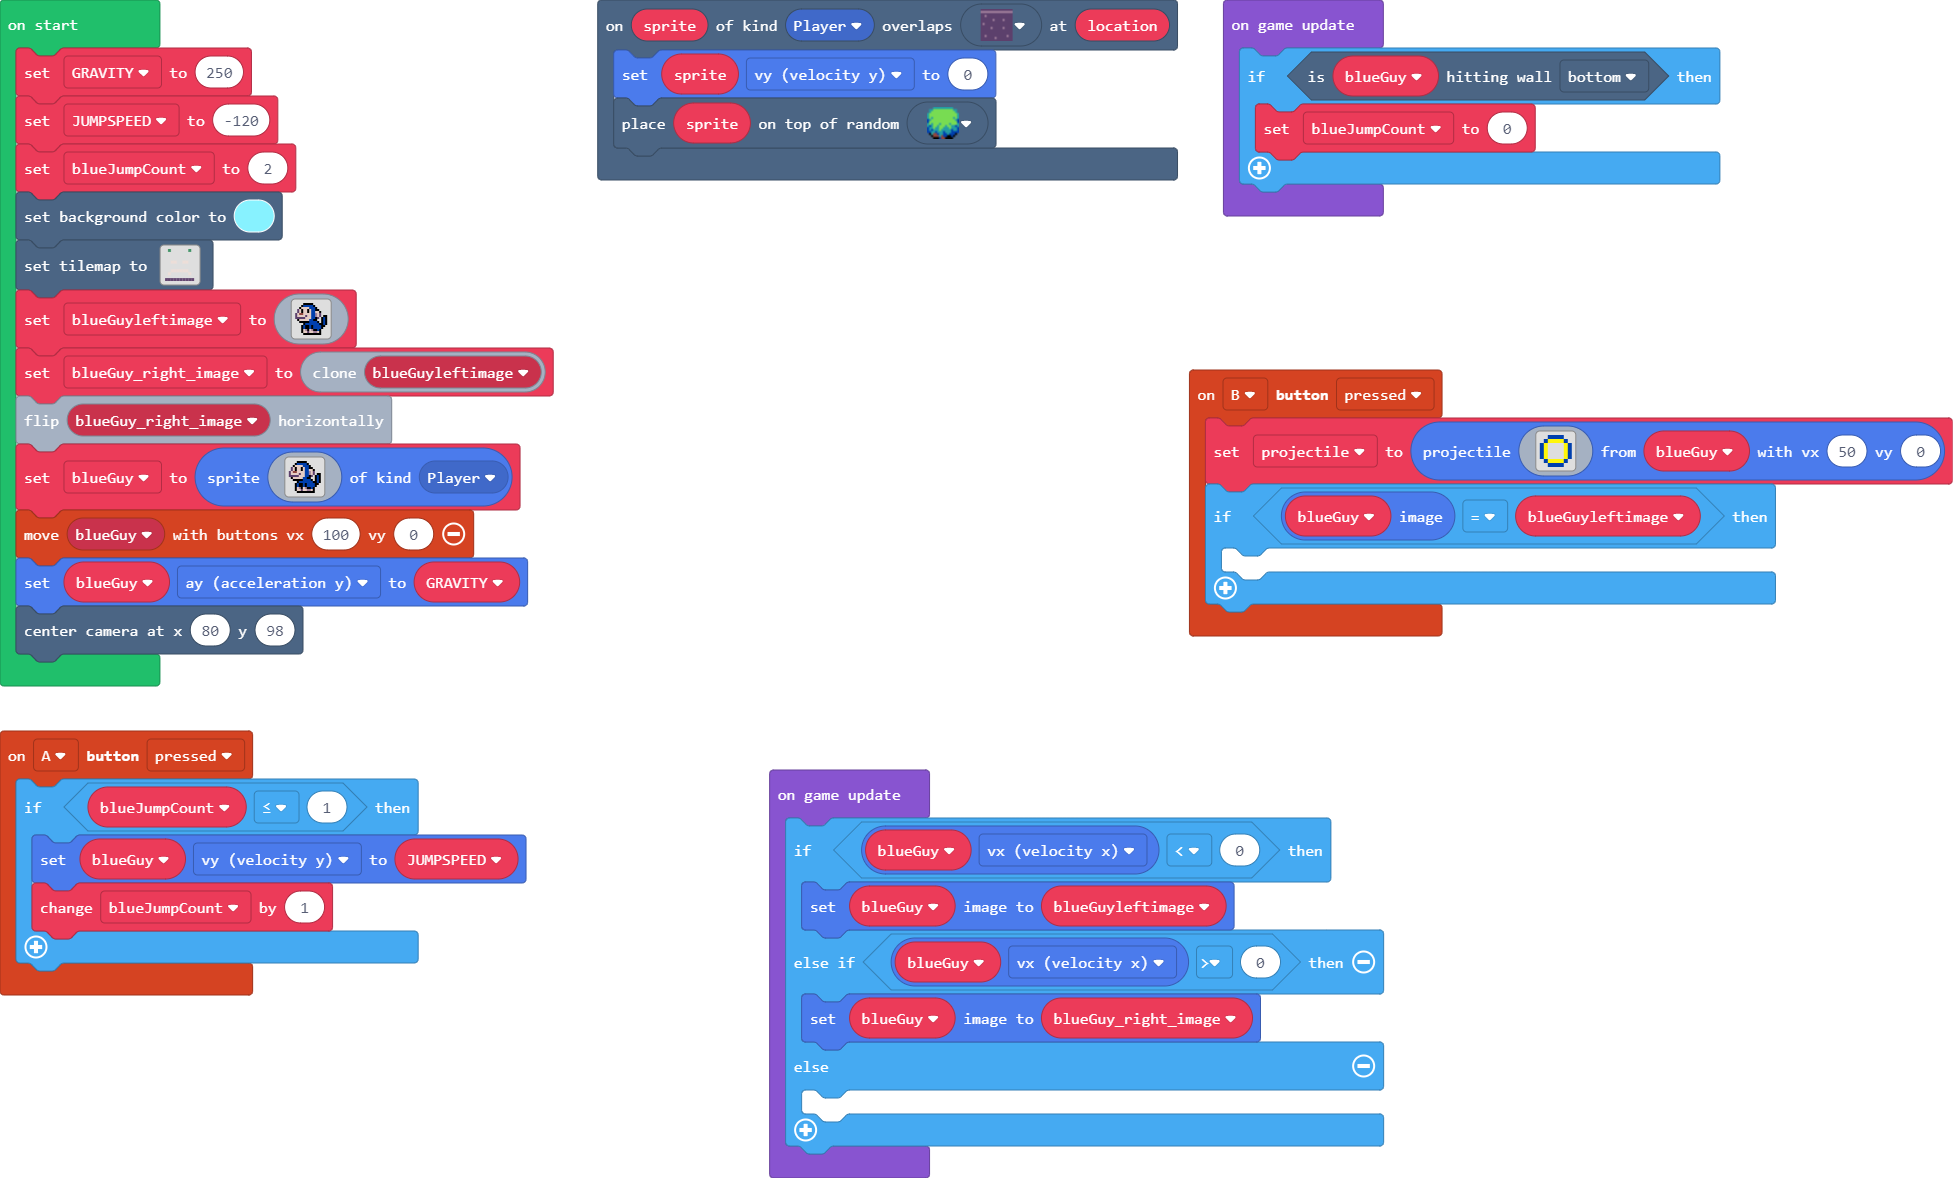 on start
set GRAVITY to 250
set JUMPSPEED to -120
set blueJumpCount to 2
set background color to
set tilemap to
set blueGuyleftimage to
set blueGuy_right_image to clone blueGuyleftimage
flip blueGuy_right_image horizontally
set blueGuy to sprite of kind Player
move blueGuy with buttons vx 100 vy 0
set blueGuy ay (acceleration y) to GRAVITY
center camera at x 80 y 98
on sprite of kind Player overlaps at location
set sprite vy (velocity y) to 0
place sprite on top of random
on game update
if is blueGuy hitting wall bottom then
set blueJumpCount to 0
on B button pressed
set projectile to projectile from blueGuy with vx 50 vy 0
if blueGuy image = blueGuyleftimage then
on A button pressed
if blueJumpCount ≤ 1 then
set blueGuy vy (velocity y) to JUMPSPEED
change blueJumpCount by 1
on game update
if blueGuy vx (velocity x) < 0 then
set blueGuy image to blueGuyleftimage
else if blueGuy vx (velocity x) > 0 then
set blueGuy image to blueGuy_right_image
else